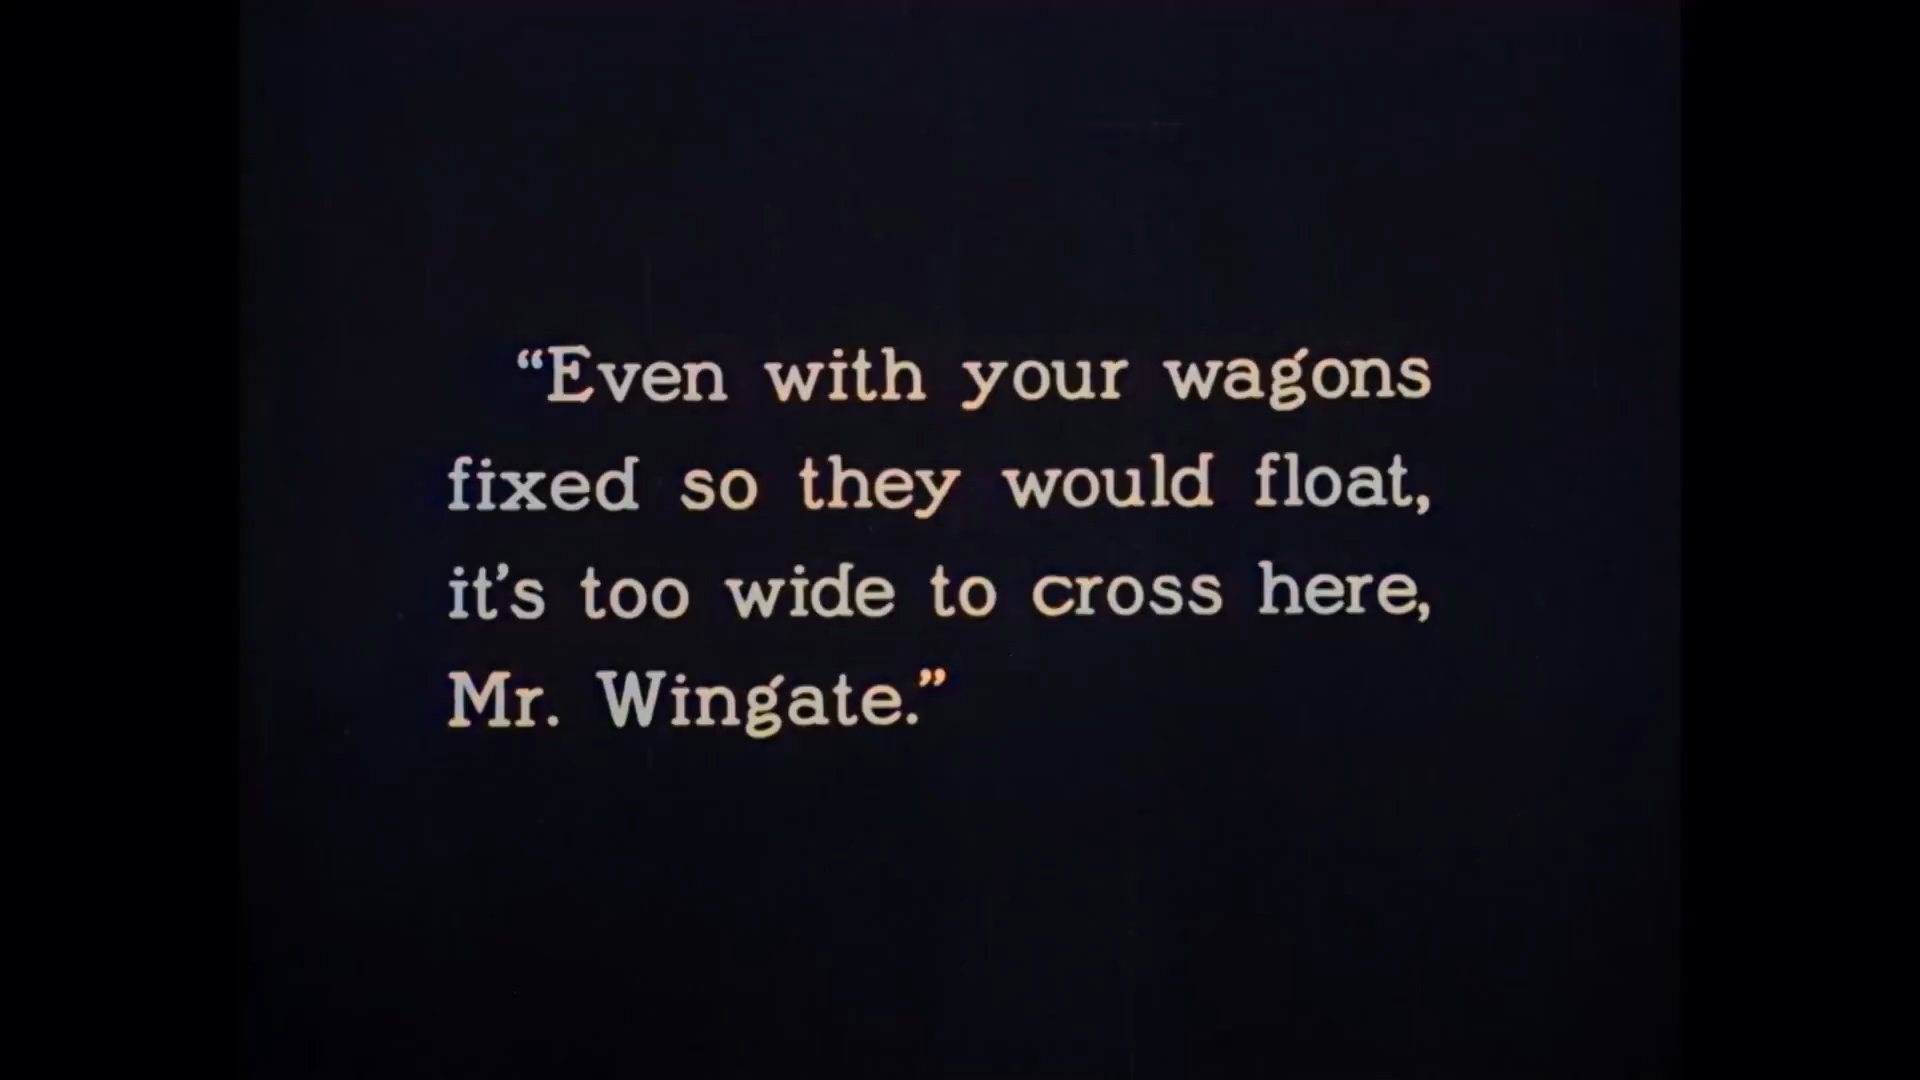 “Even with your wagons
fixed so they would float,
it's too wide to cross here,
Mr. Wingate.”